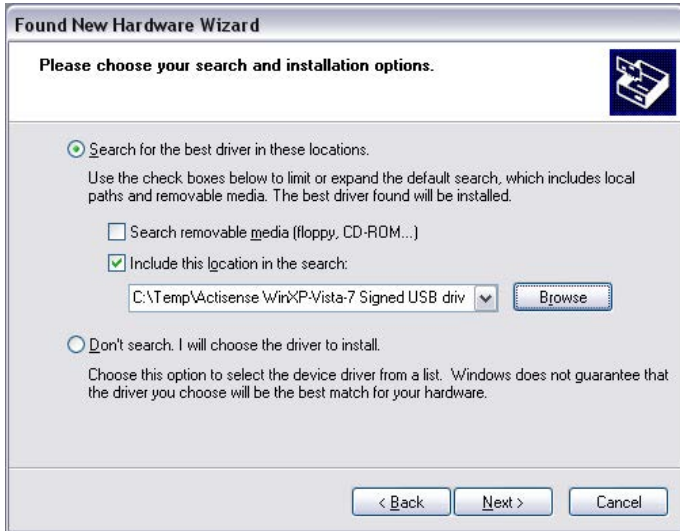 Found New Hardware Wizard
Please choose your search and installation options.
Search for the best driver in these locations.
Use the check boxes below to limit or expand the default search, which includes local
paths and removable media. The best driver found will be installed.
Search removable media (floppy, CD-ROM...)
Include this location in the search:
C:\Temp\Actisense WinXP-Vista-7 Signed USB driv
Browse
Don't search. I will choose the driver to install.
Choose this option to select the device driver from a list. Windows does not guarantee that
the driver you choose will be the best match for your hardware.
< Back
Next >
Cancel